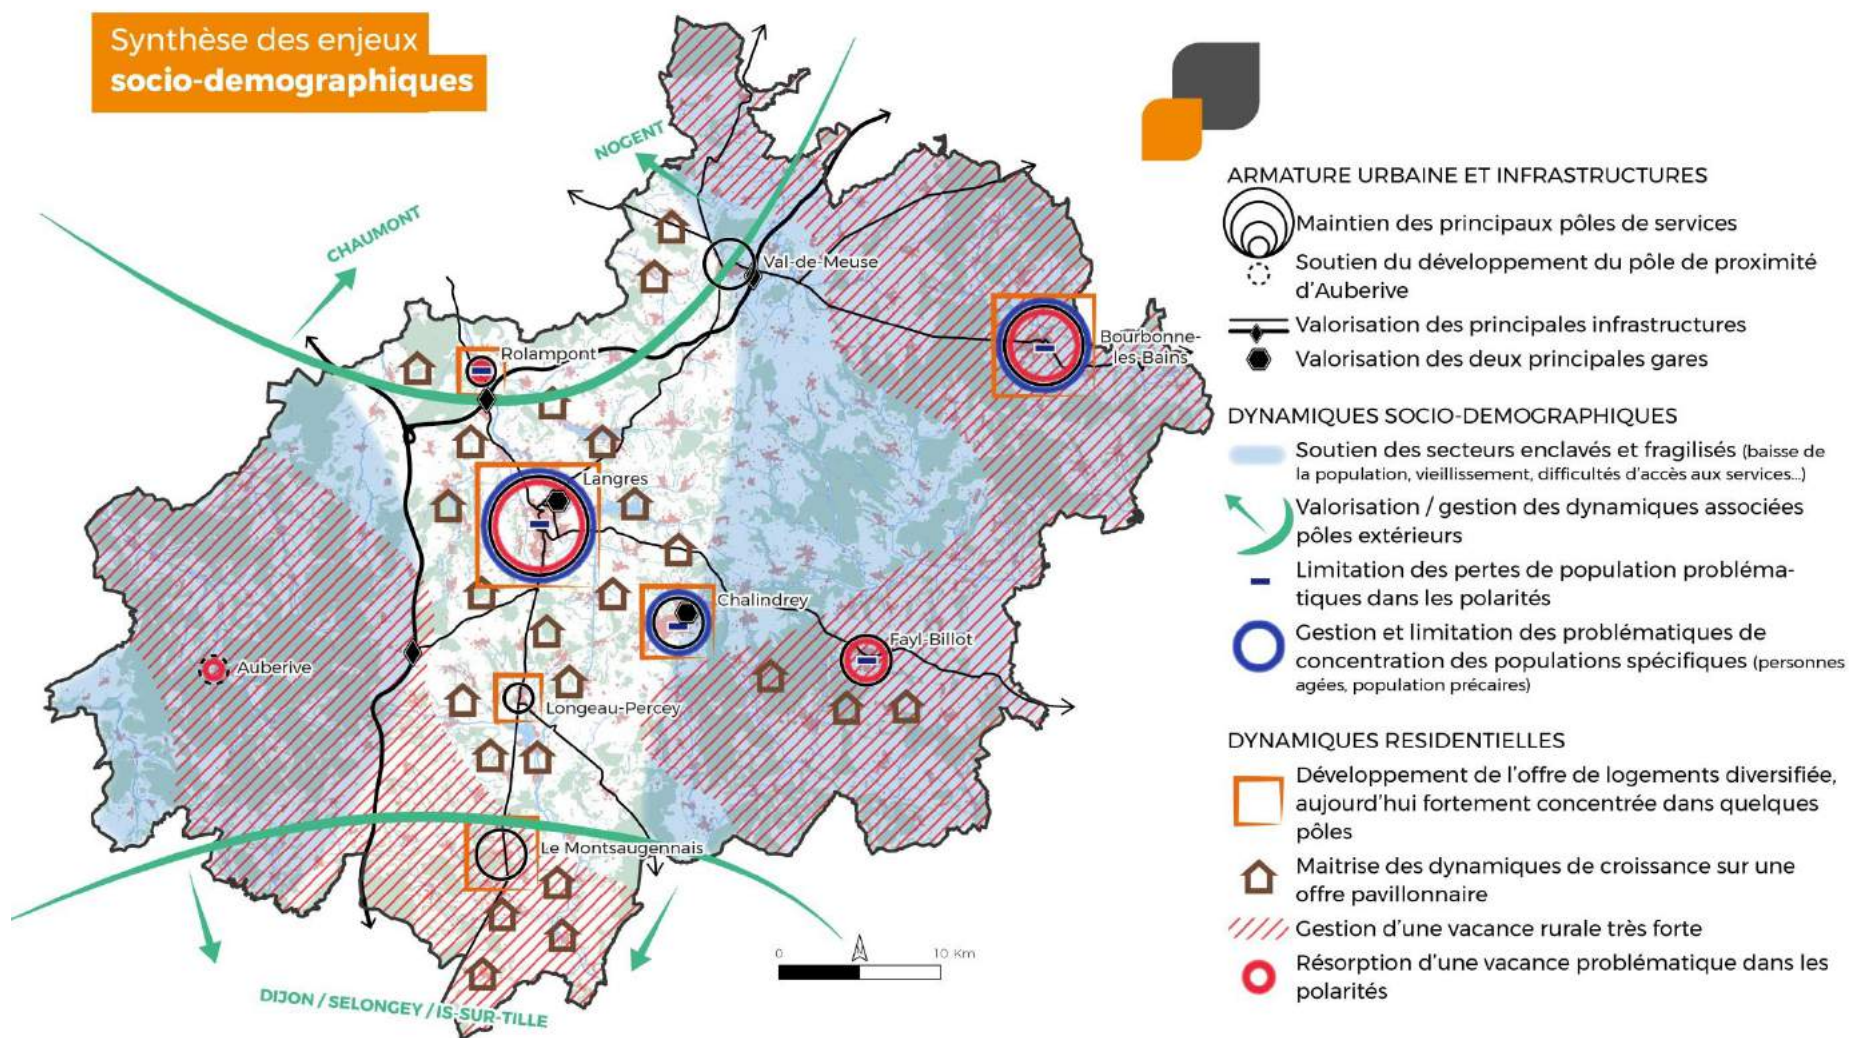 Synthèse des enjeux
socio-demographiques
NOGENT
CHAUMONT
Val-de-Meuse
Rolampont
Bourbonne-
les-Bains
Langres
Chalindrey
Fayl-Billot
Auberive
Longeau-Percey
Le Montsaugennais
0 10 Km
N
DIJON / SELONGEY / IS-SUR-TILLE
ARMATURE URBAINE ET INFRASTRUCTURES
Maintien des principaux pôles de services
Soutien du développement du pôle de proximité
d'Auberive
Valorisation des principales infrastructures
Valorisation des deux principales gares
DYNAMIQUES SOCIO-DEMOGRAPHIQUES
Soutien des secteurs enclavés et fragilisés (baisse de
la population, vieillissement, difficultés d'accès aux services...)
Valorisation / gestion des dynamiques associées
pôles extérieurs
Limitation des pertes de population probléma-
tiques dans les polarités
Gestion et limitation des problématiques de
concentration des populations spécifiques (personnes
agées, population précaires)
DYNAMIQUES RESIDENTIELLES
Développement de l'offre de logements diversifiée,
aujourd'hui fortement concentrée dans quelques
pôles
Maitrise des dynamiques de croissance sur une
offre pavillonnaire
Gestion d'une vacance rurale très forte
Résorption d'une vacance problématique dans les
polarités